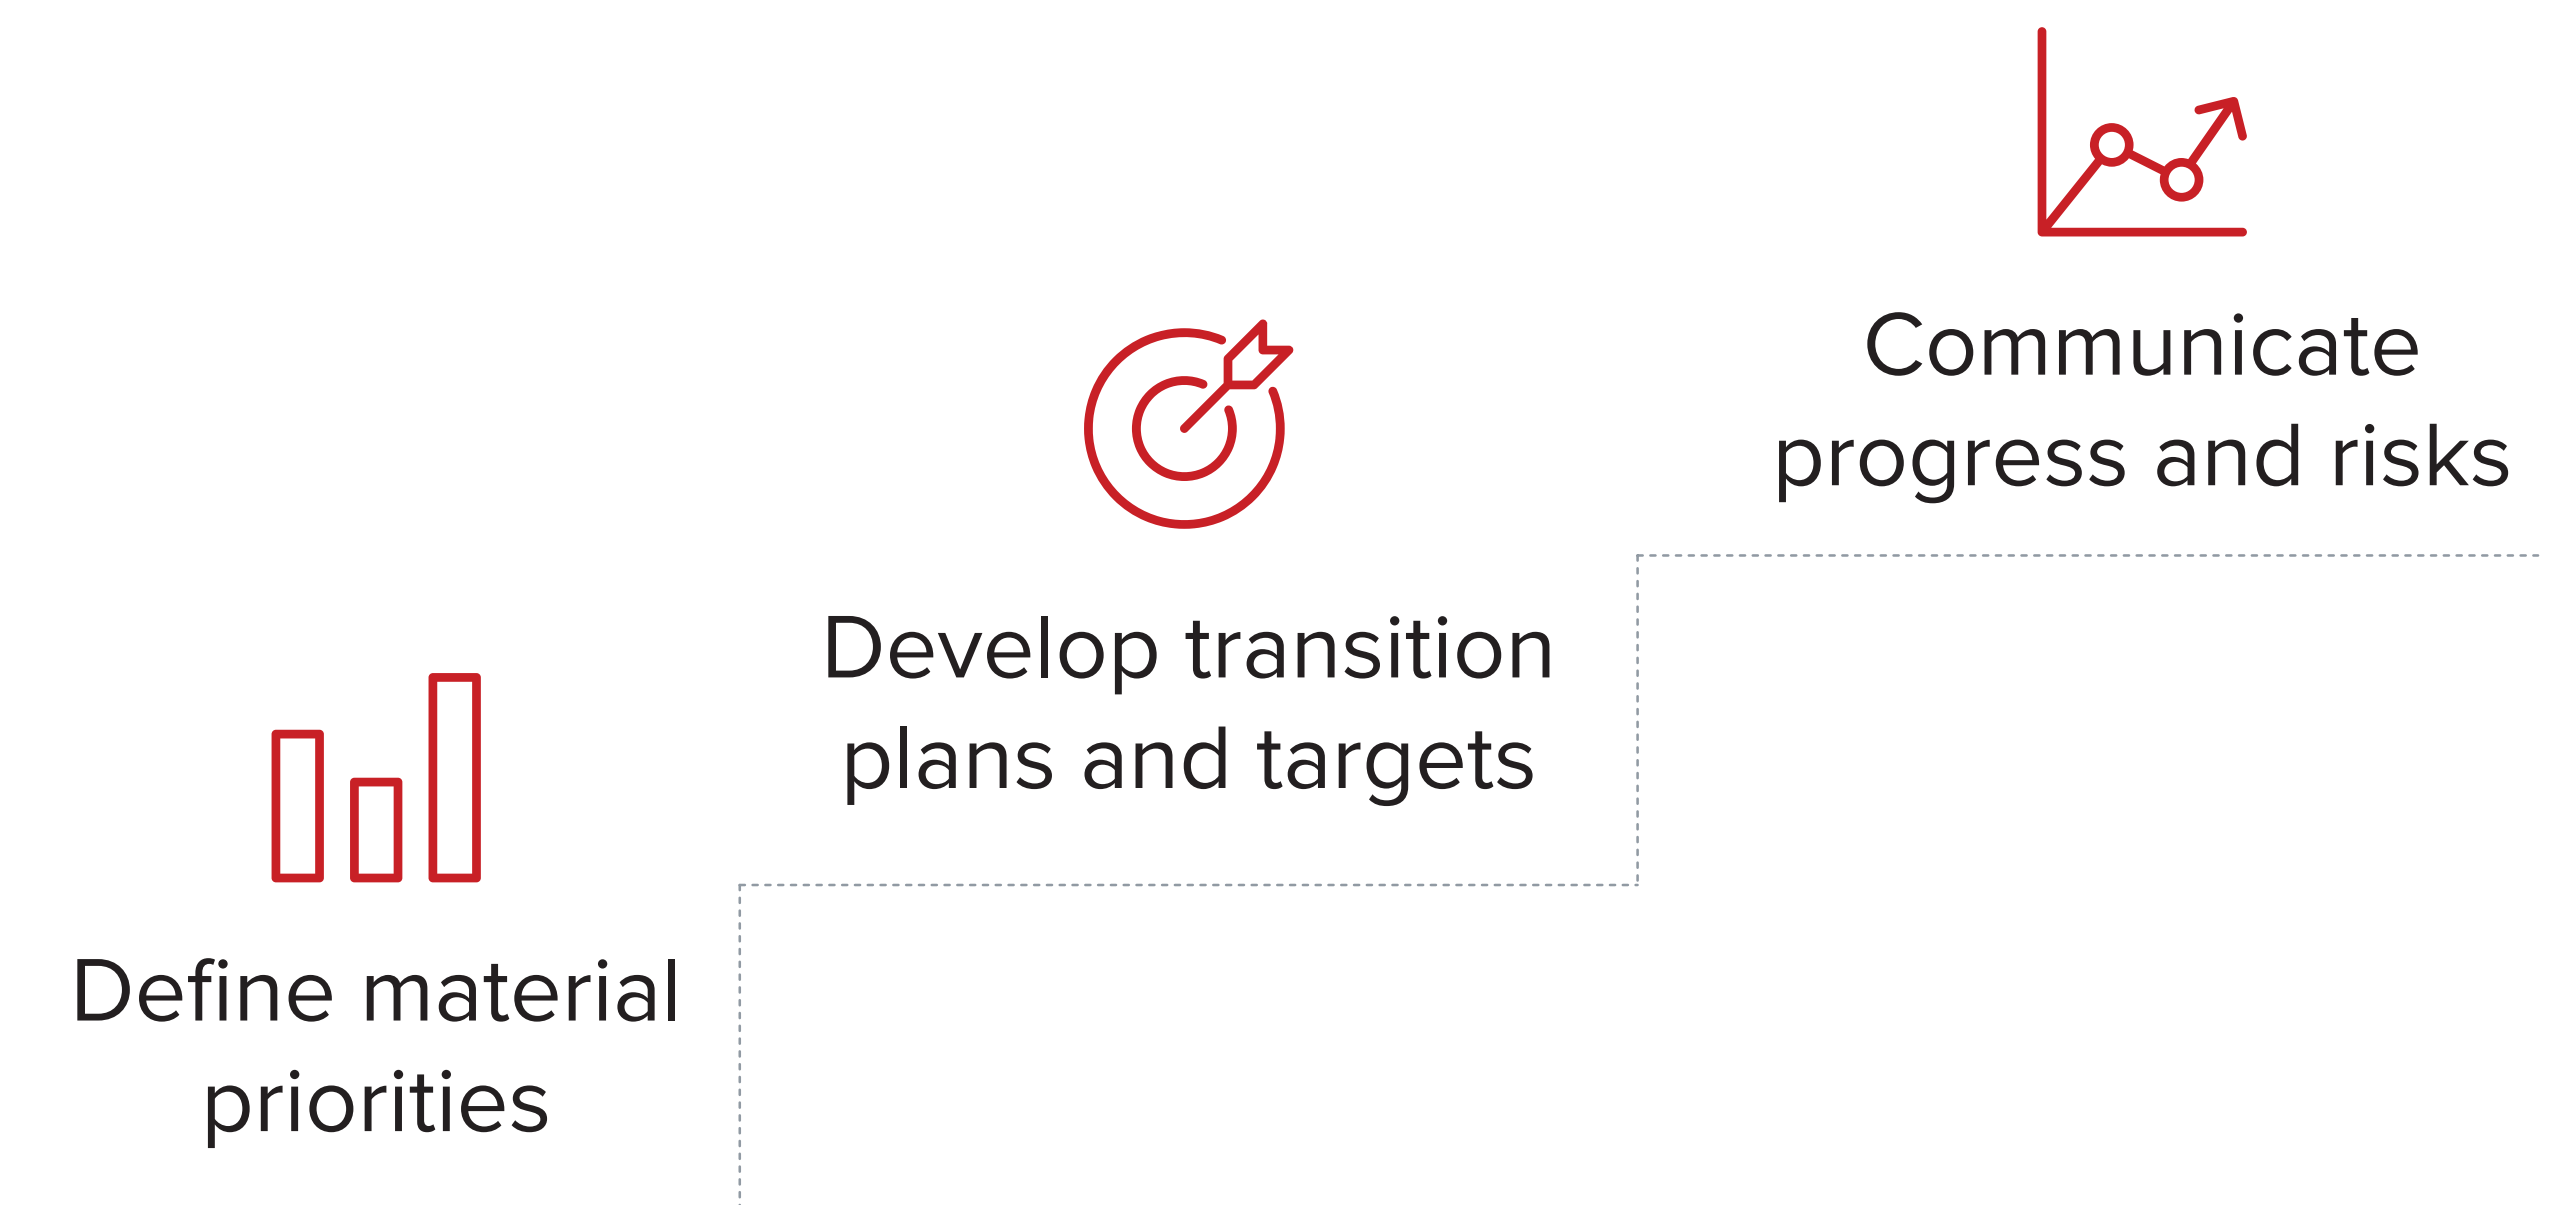 Define material
priorities
Develop transition
plans and targets
Communicate
progress and risks